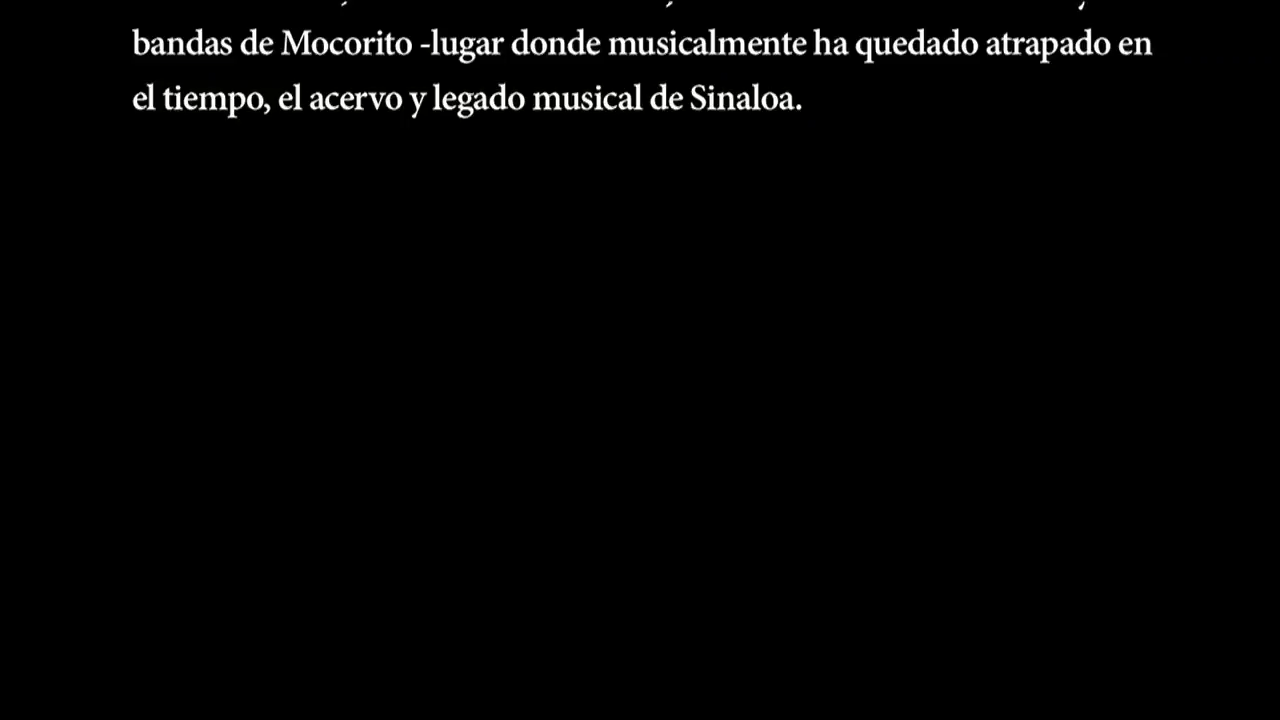 bandas de Mocorito -lugar donde musicalmente ha quedado atrapado en
el tiempo, el acervo y legado musical de Sinaloa.